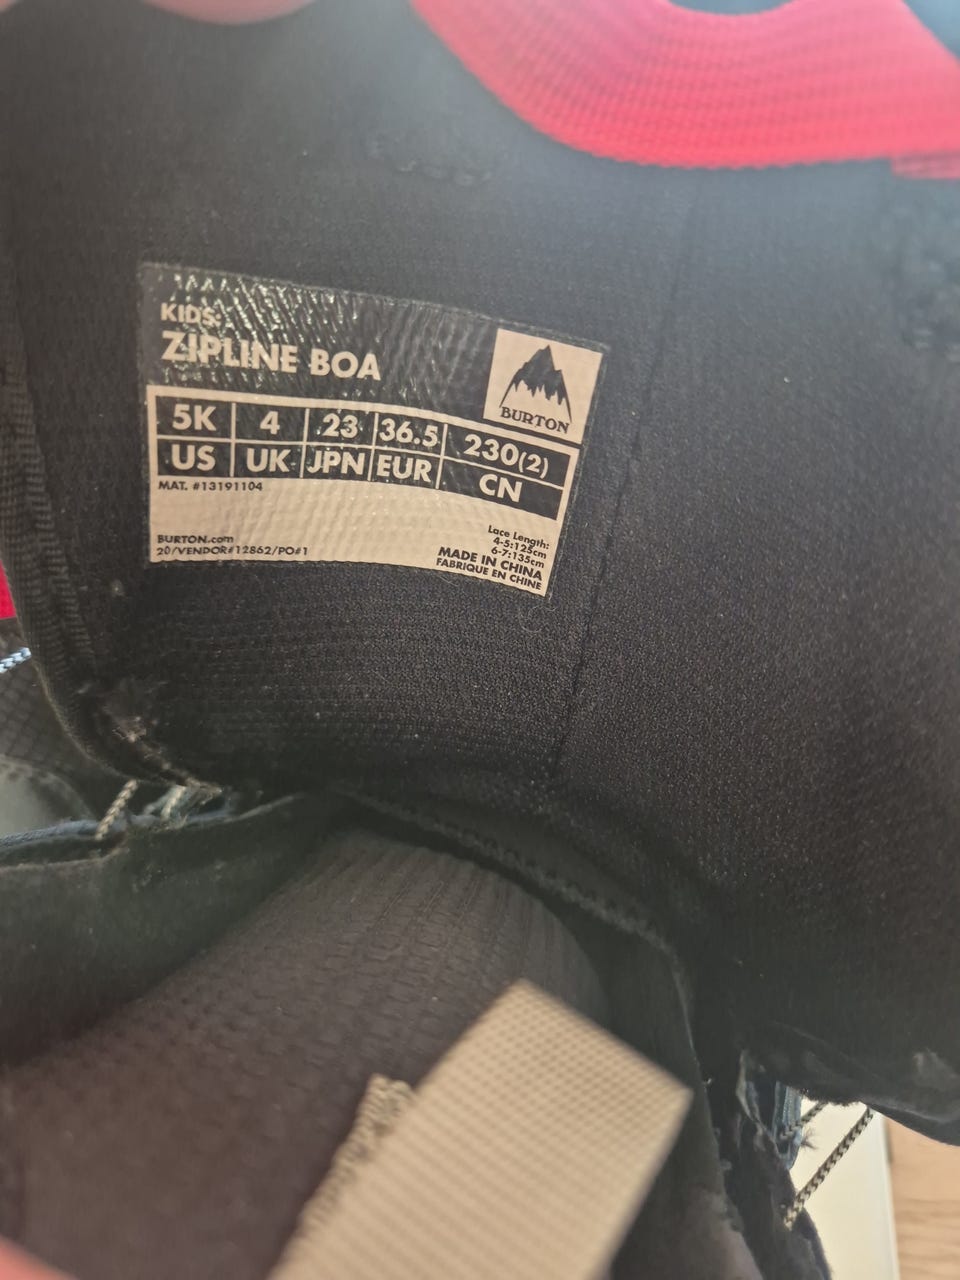 KIDS:
ZIPLINE BOA
BURTON
5K 4 23 36.5 230(2)
US UK JPN EUR CN
MAT. #13191104
BURTON.com
20/VENDOR#12862/PO#1
Lace Length:
4-5:125cm
6-7:135cm
MADE IN CHINA
FABRIQUE EN CHINE